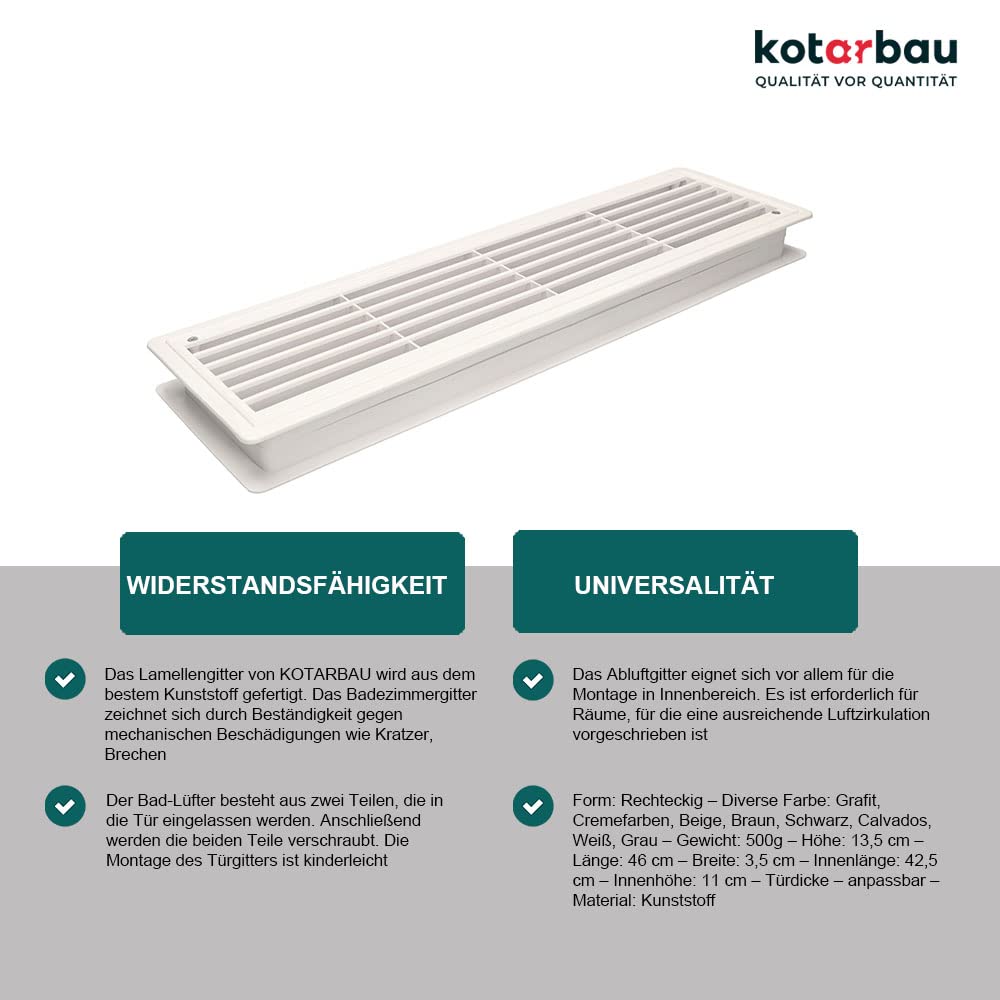 kotarbau
QUALITÄT VOR QUANTITÄT
WIDERSTANDSFÄHIGKEIT
Das Lamellengitter von KOTARBAU wird aus dem
bestem Kunststoff gefertigt. Das Badezimmergitter
zeichnet sich durch Beständigkeit gegen
mechanischen Beschädigungen wie Kratzer,
Brechen
Der Bad-Lüfter besteht aus zwei Teilen, die in
die Tür eingelassen werden. Anschließend
werden die beiden Teile verschraubt. Die
Montage des Türgitters ist kinderleicht
UNIVERSALITÄT
Das Abluftgitter eignet sich vor allem für die
Montage in Innenbereich. Es ist erforderlich für
Räume, für die eine ausreichende Luftzirkulation
vorgeschrieben ist
Form: Rechteckig – Diverse Farbe: Grafit,
Cremefarben, Beige, Braun, Schwarz, Calvados,
Weiß, Grau – Gewicht: 500g – Höhe: 13,5 cm –
Länge: 46 cm – Breite: 3,5 cm – Innenlänge: 42,5
cm – Innenhöhe: 11 cm – Türdicke – anpassbar –
Material: Kunststoff